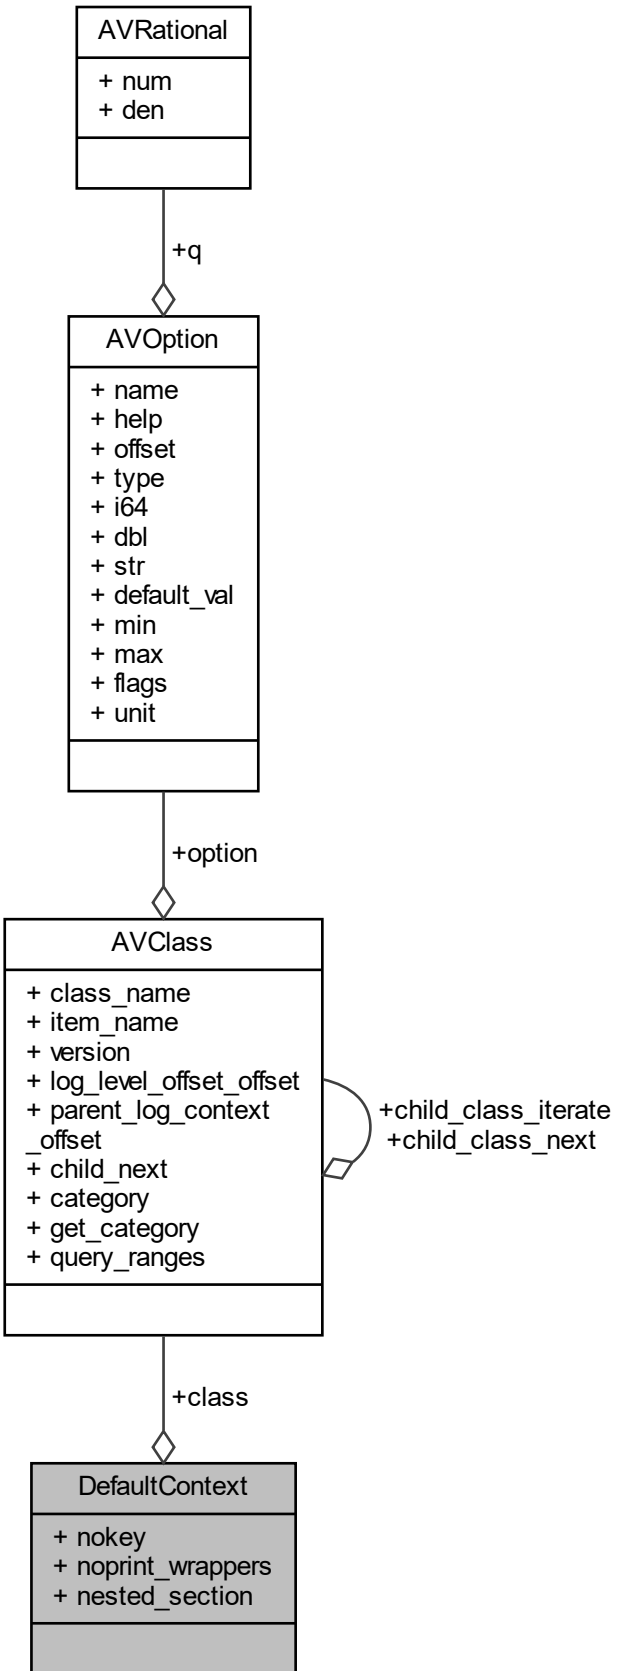 AVRational
+ num
+ den
+q
AVOption
+ name
+ help
+ offset
+ type
+ i64
+ dbl
+ str
+ default_val
+ min
+ max
+ flags
+ unit
+option
AVClass
+ class_name
+ item_name
+ version
+ log_level_offset_offset
+ parent_log_context
_offset
+ child_next
+ category
+ get_category
+ query_ranges
+child_class_iterate
+child_class_next
+class
DefaultContext
+ nokey
+ noprint_wrappers
+ nested_section